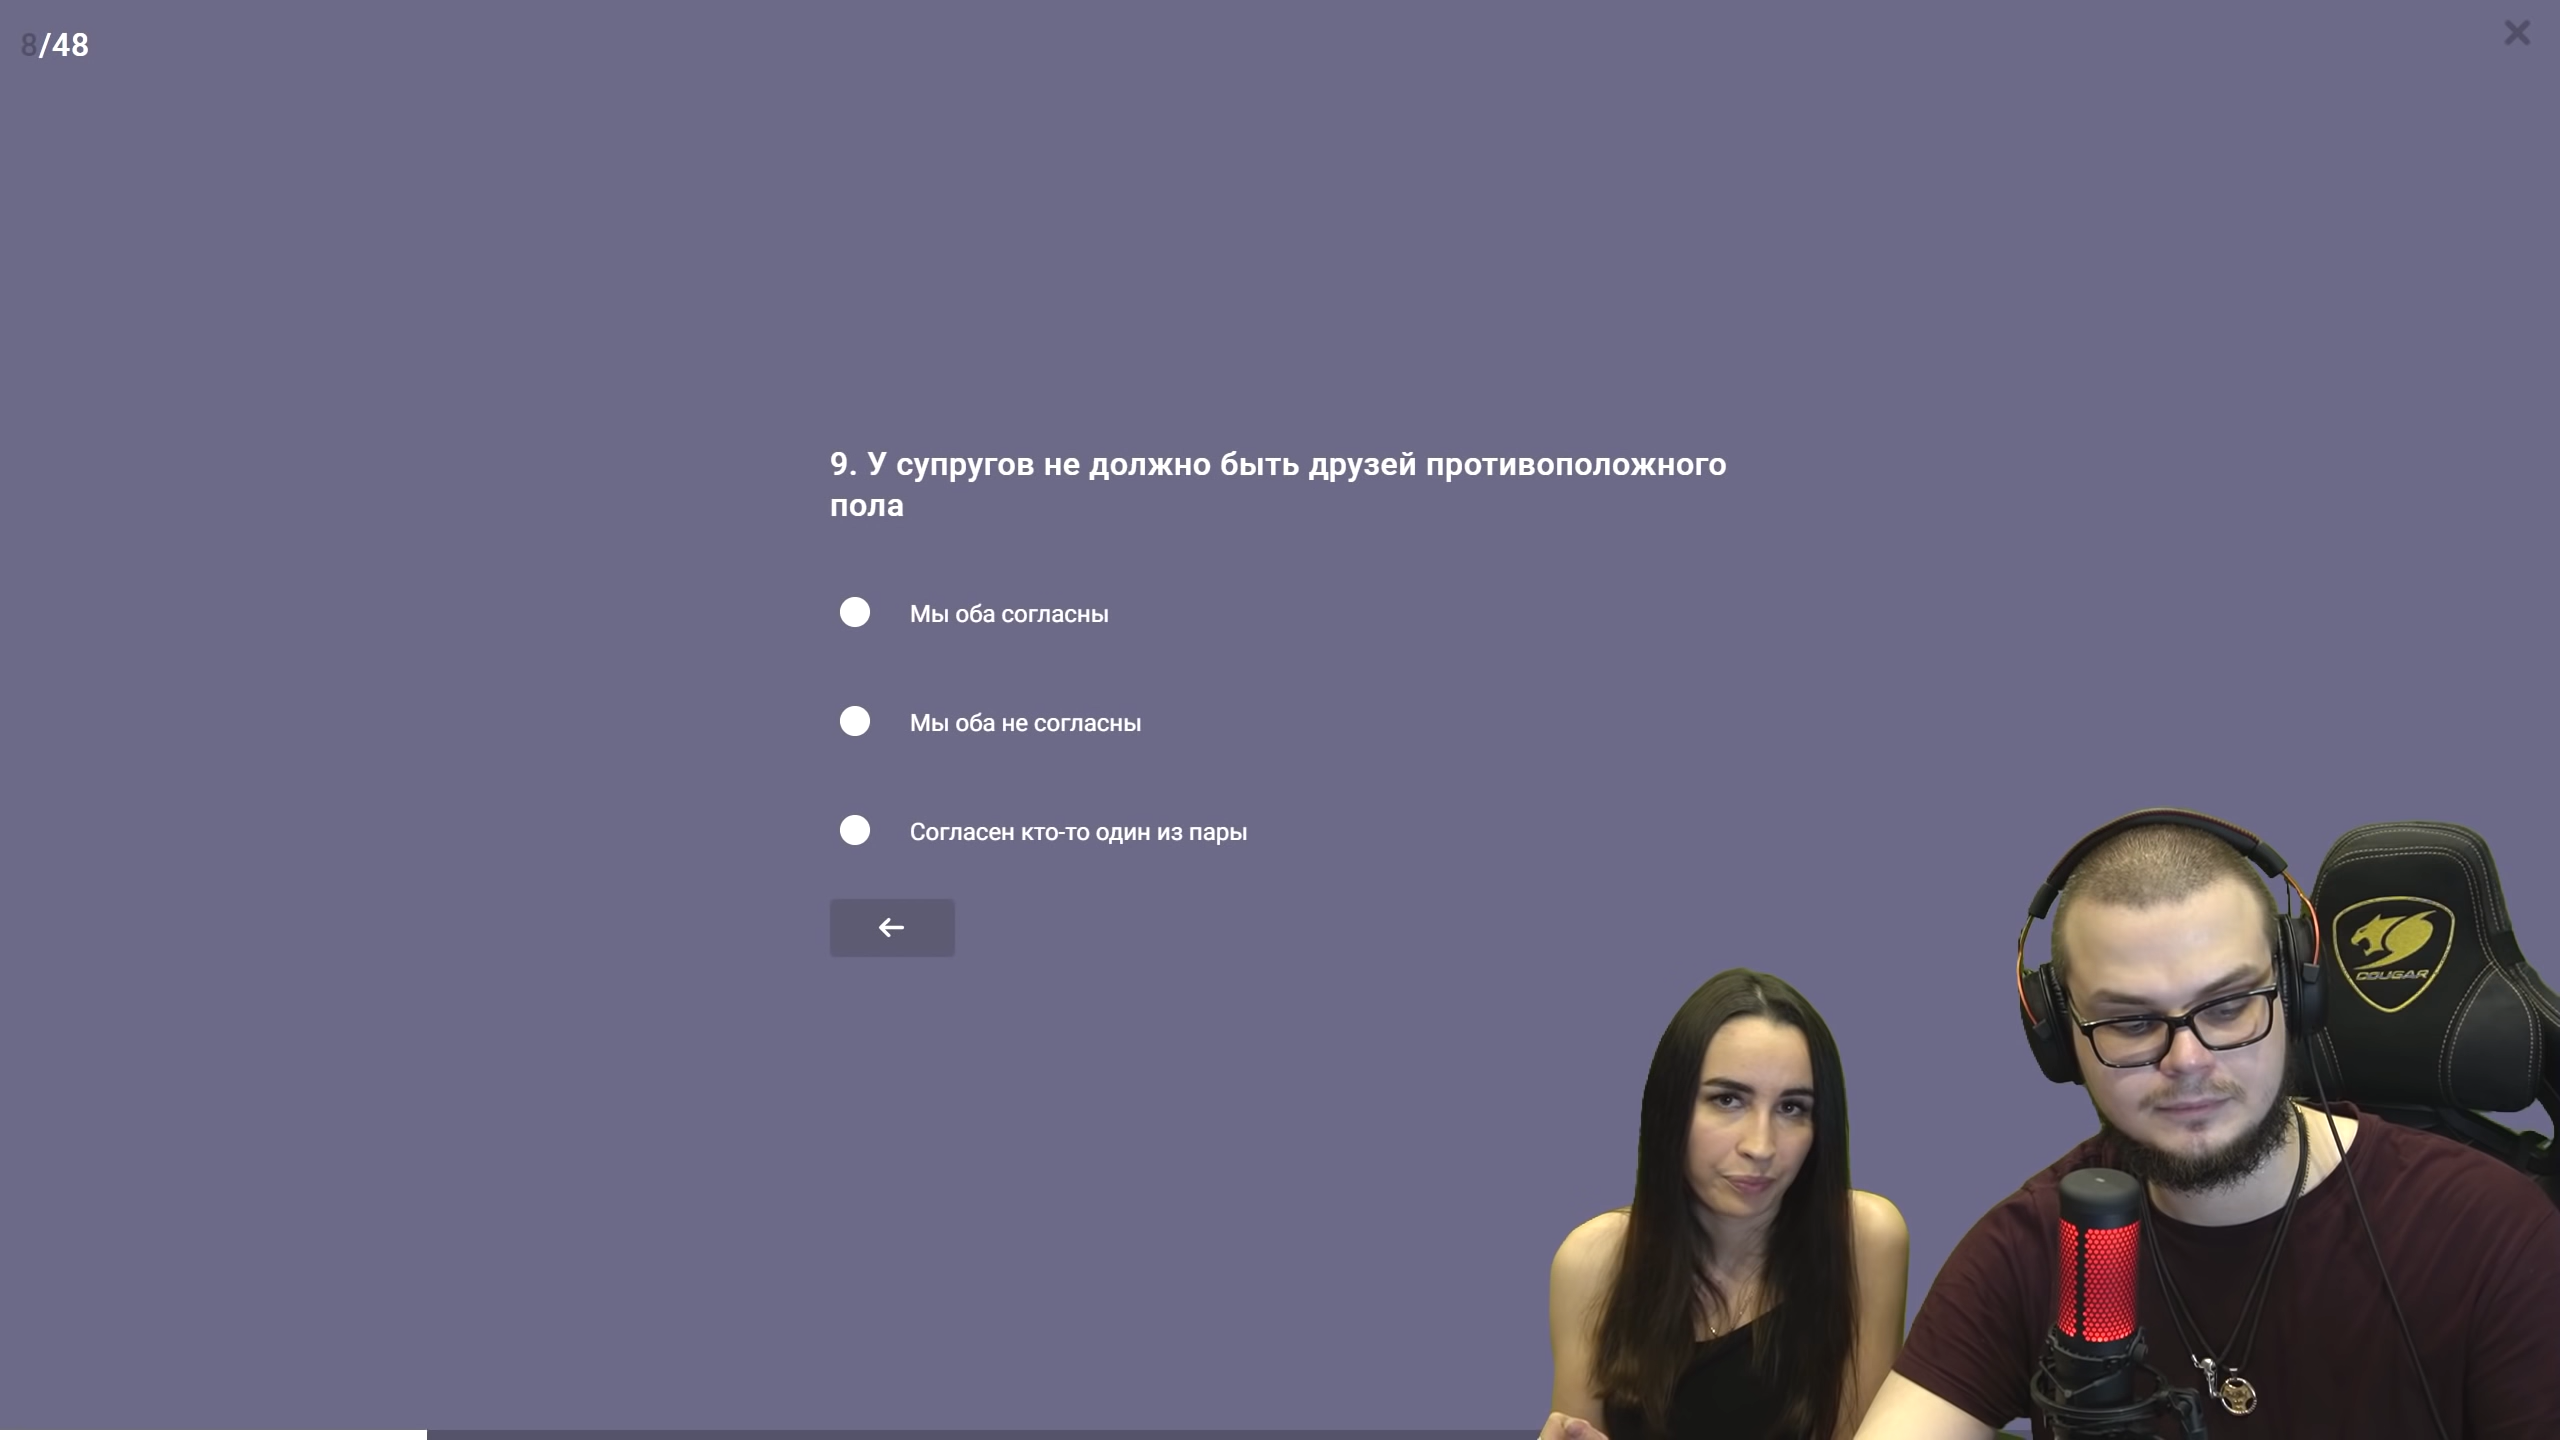 8/48
9. У супругов не должно быть друзей противоположного
пола
Мы оба согласны
Мы оба не согласны
Согласен кто-то один из пары
COUGAR